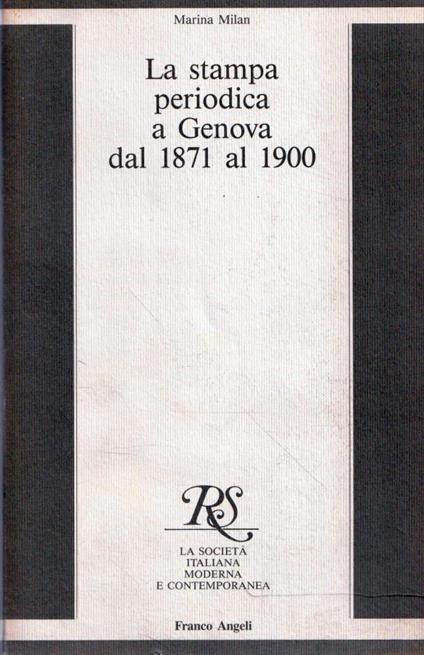 Marina Milan
La stampa
periodica
a Genova
dal 1871 al 1900
RS
LA SOCIETÀ
ITALIANA
MODERNA
E CONTEMPORANEA
Franco Angeli